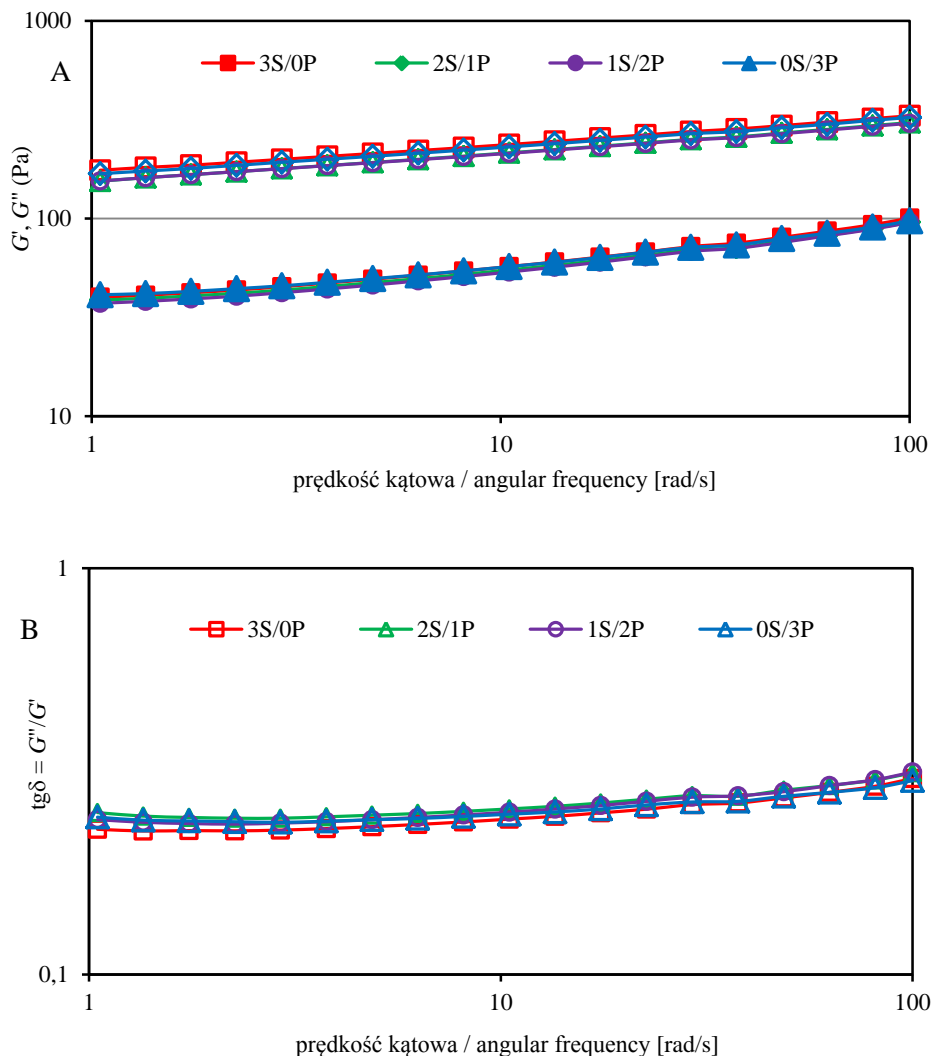 1000
A
3S/0P 2S/1P 1S/2P 0S/3P
G', G'' (Pa)
100
10
1 10 100
prędkość kątowa / angular frequency [rad/s]
1
B
3S/0P 2S/1P 1S/2P 0S/3P
tgδ = G''/G'
0,1
1 10 100
prędkość kątowa / angular frequency [rad/s]